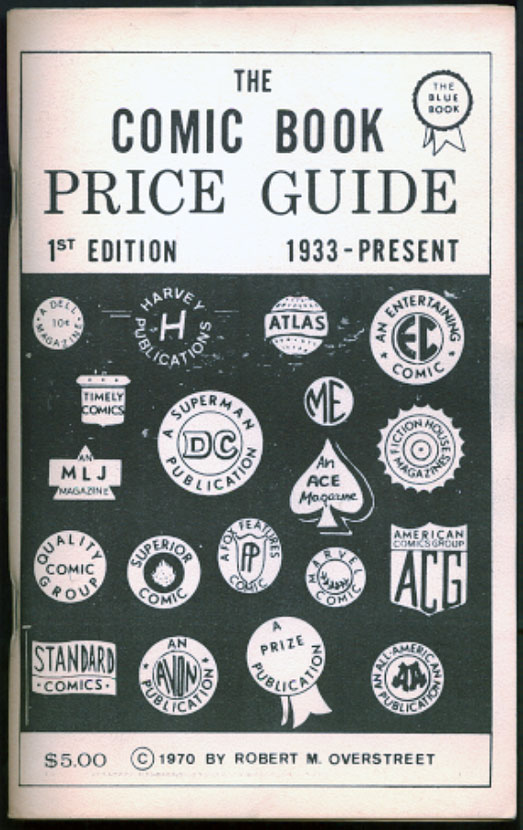 THE
COMIC BOOK
PRICE GUIDE
THE
BLUE
BOOK
1ST EDITION
1933-PRESENT
A DELL
10¢
MAGAZINE
HARVEY
H
PUBLICATIONS
ATLAS
AN ENTERTAINING
EC
COMIC
TIMELY
COMICS
A SUPERMAN
DC
PUBLICATION
ME
FICTION HOUSE
MAGAZINES
AN
MLJ
MAGAZINE
An
ACE
Magazine
QUALITY
COMIC
GROUP
SUPERIOR
COMIC
A FOX FEATURES
FP
COMIC
MARVEL
COMIC
AMERICAN
COMICS GROUP
ACG
STANDARD
COMICS
AN
AVON
PUBLICATION
A
PRIZE
PUBLICATION
AN ALL-AMERICAN
AA
PUBLICATION
$5.00
© 1970 BY ROBERT M. OVERSTREET